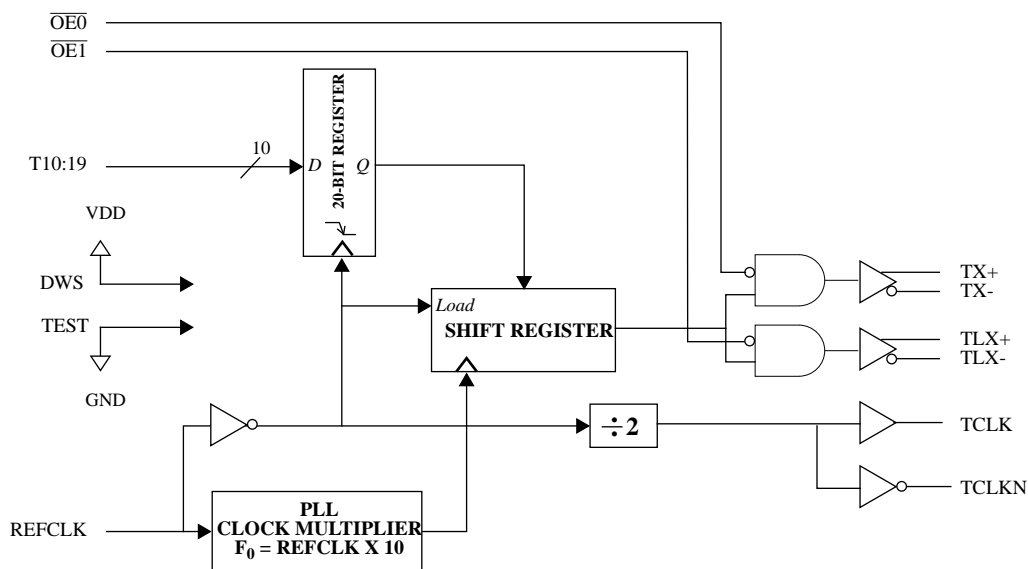 OE0
OE1
20-BIT REGISTER
T10:19
10
D
Q
VDD
DWS
TEST
GND
Load
SHIFT REGISTER
TX+
TX-
TLX+
TLX-
÷2
TCLK
TCLKN
REFCLK
PLL
CLOCK MULTIPLIER
F0 = REFCLK X 10